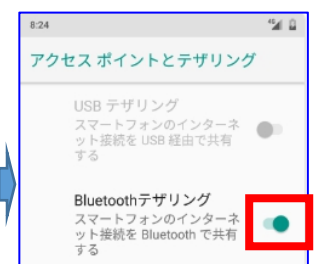 8:24
4G
アクセス ポイントとテザリング
USB テザリング
スマートフォンのインターネ
ット接続を USB 経由で共有
する
Bluetoothテザリング
スマートフォンのインターネ
ット接続を Bluetooth で共有
する